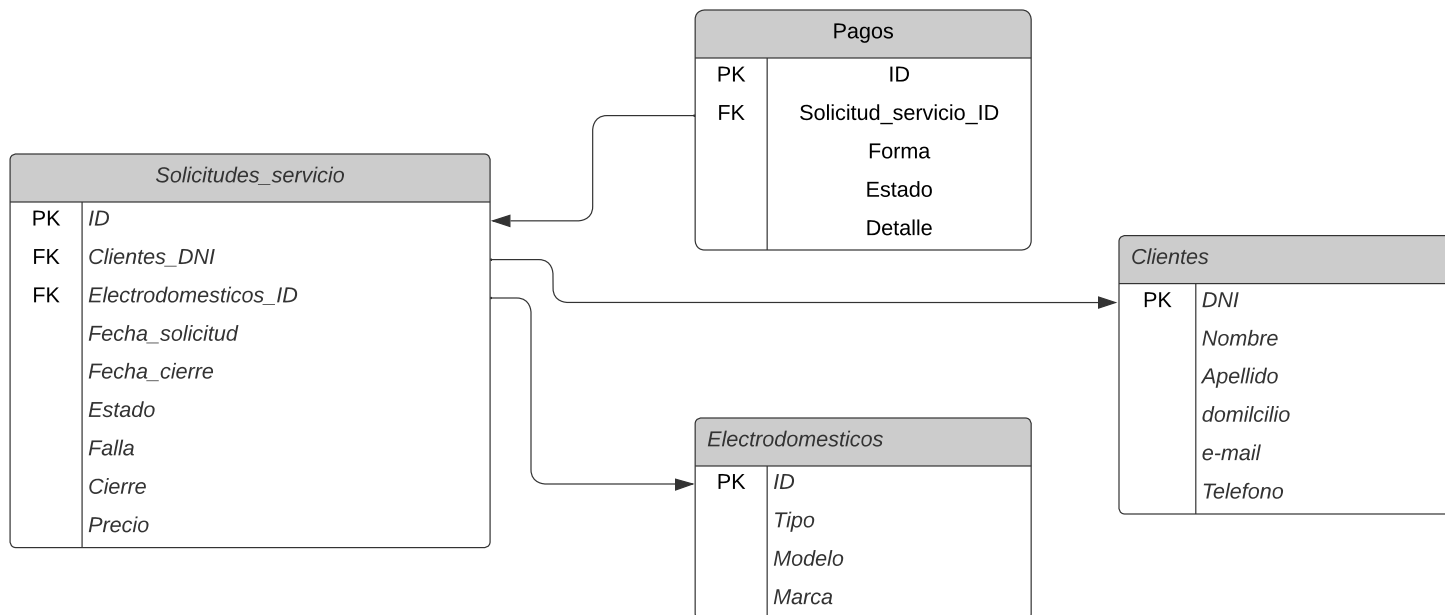 Pagos
PK ID
FK Solicitud_servicio_ID
Forma
Estado
Detalle
Solicitudes_servicio
PK ID
FK Clientes_DNI
FK Electrodomesticos_ID
Fecha_solicitud
Fecha_cierre
Estado
Falla
Cierre
Precio
Clientes
PK DNI
Nombre
Apellido
domilcilio
e-mail
Telefono
Electrodomesticos
PK ID
Tipo
Modelo
Marca